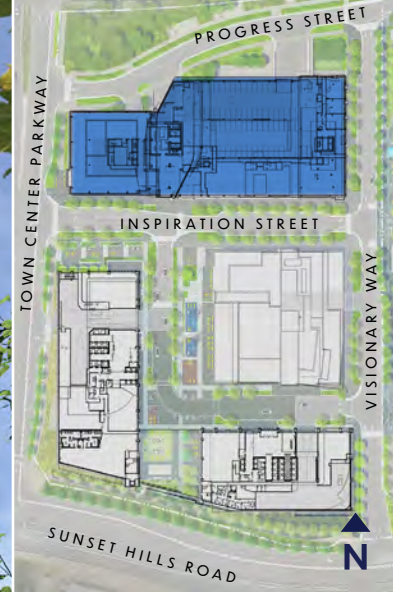 PROGRESS STREET
TOWN CENTER PARKWAY
INSPIRATION STREET
VISIONARY WAY
SUNSET HILLS ROAD
N